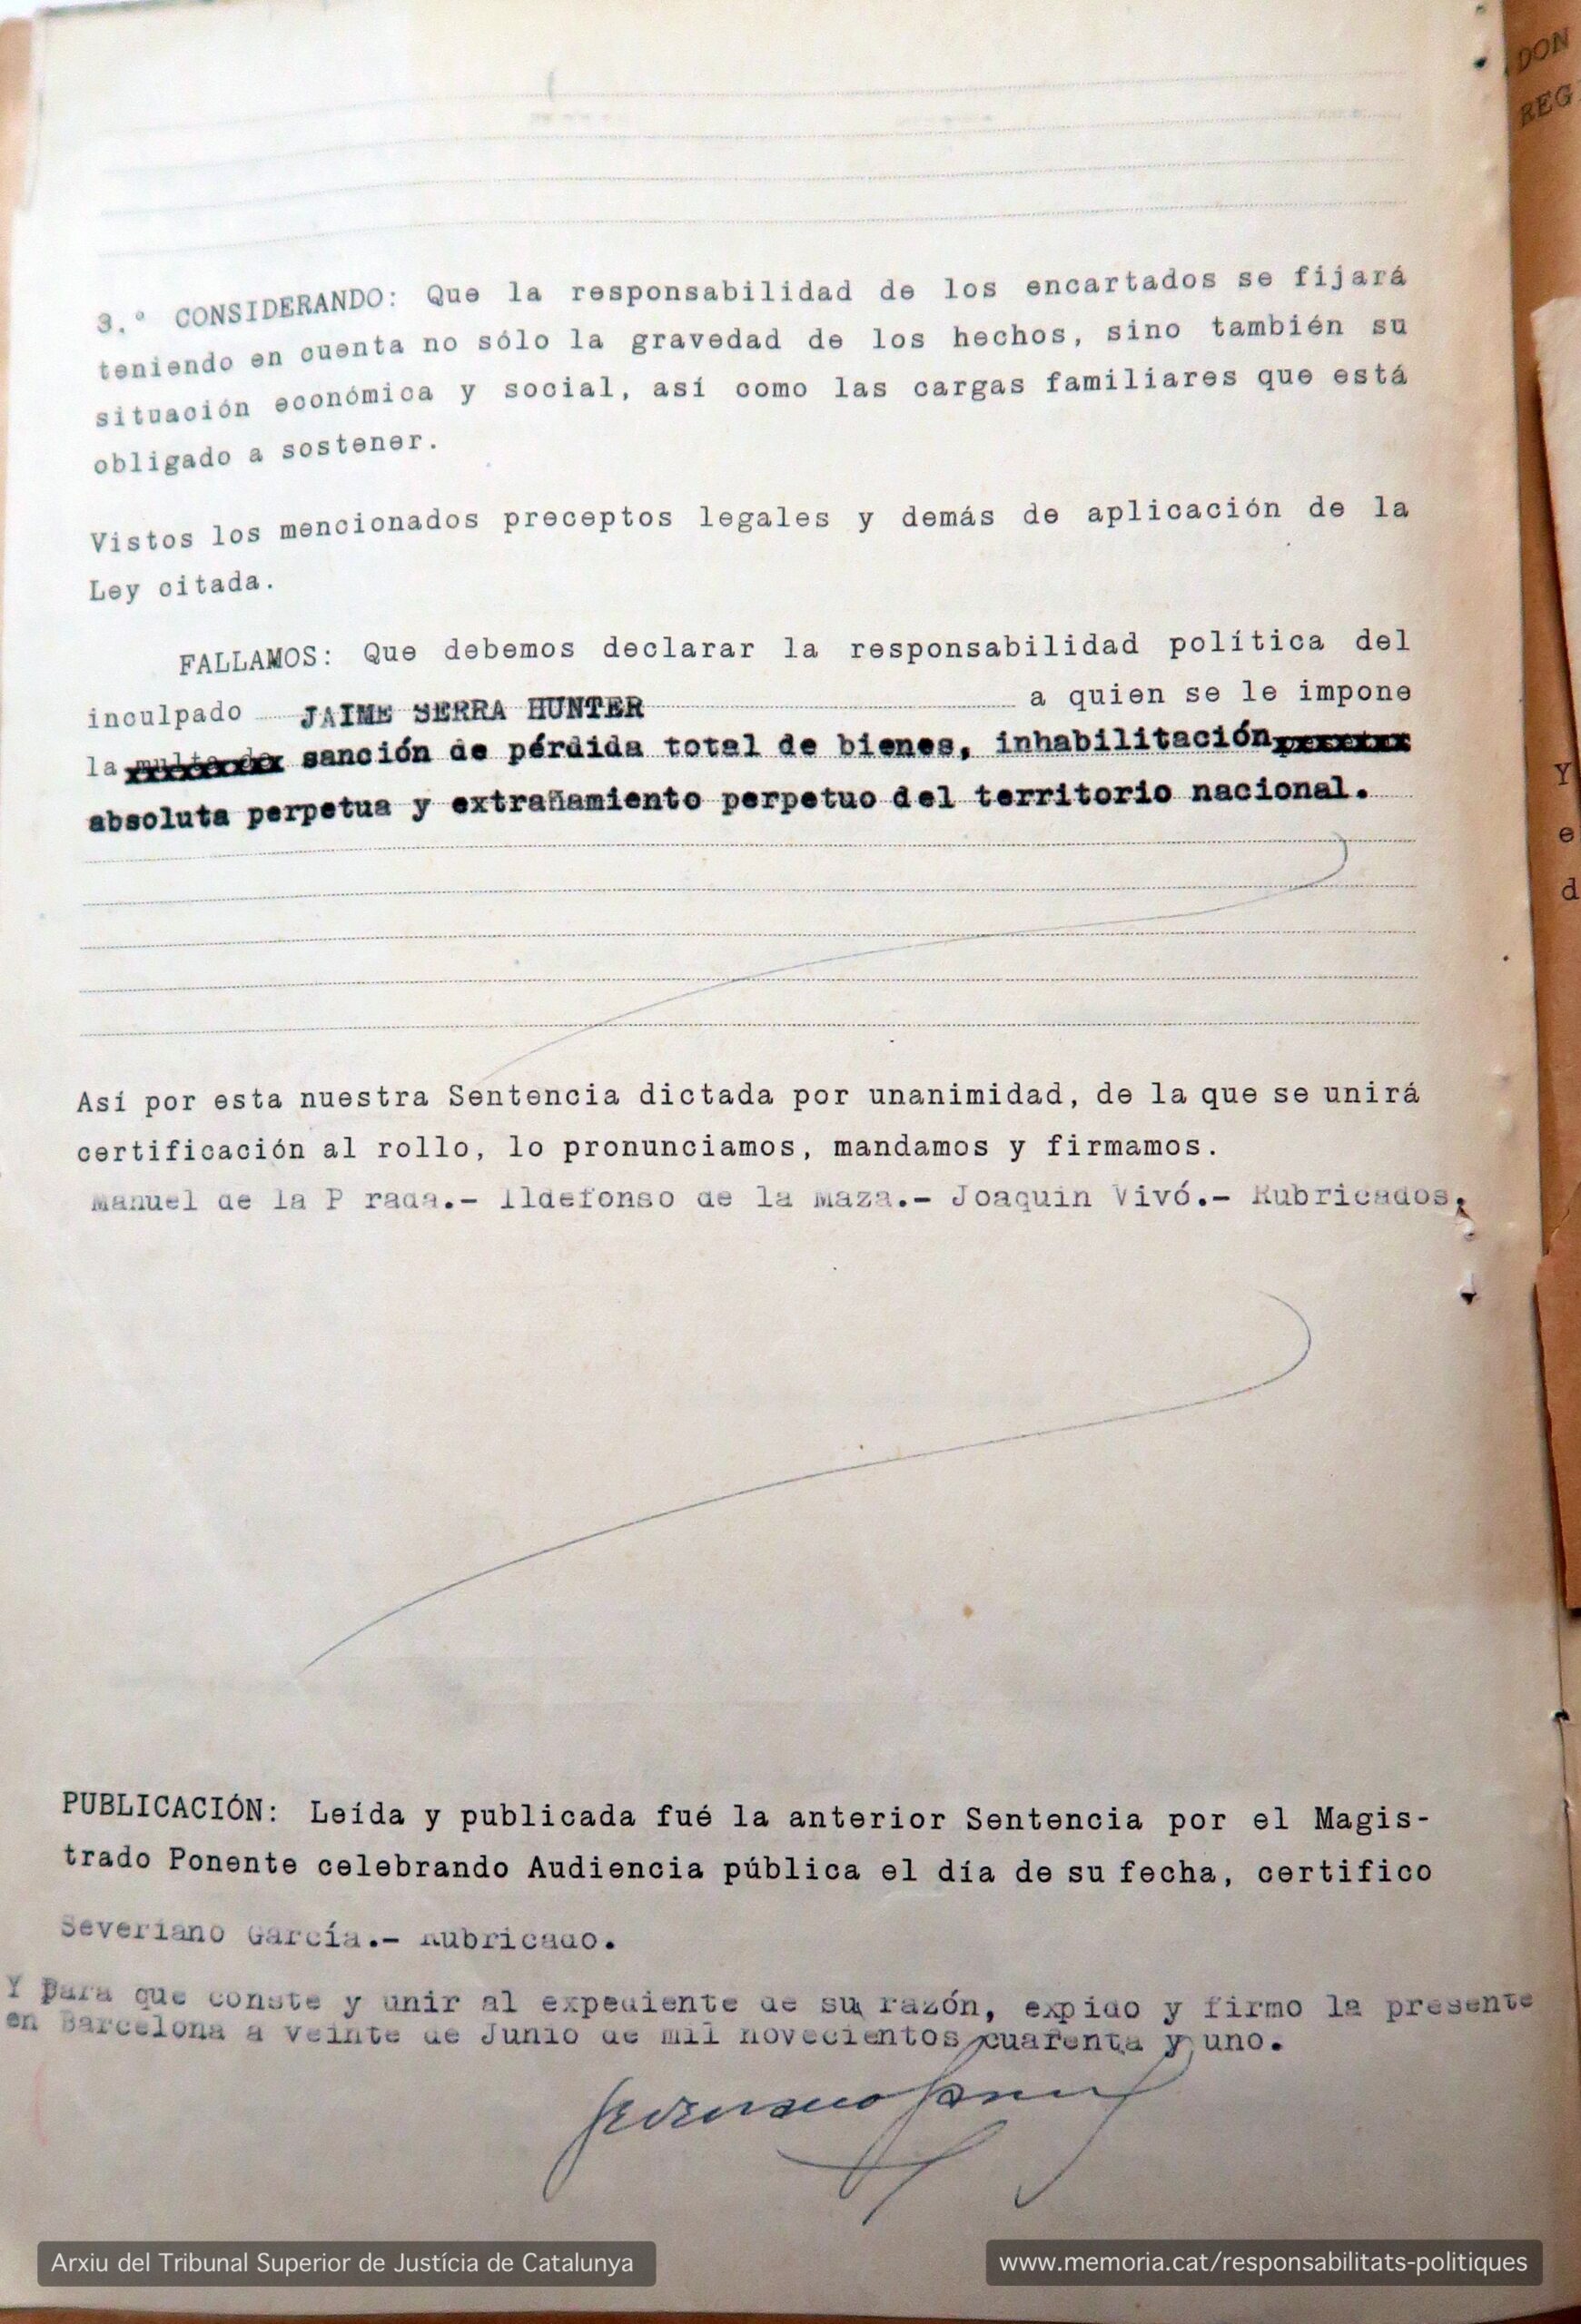 DON
REG
3.º CONSIDERANDO: Que la responsabilidad de los encartados se fijará
teniendo en cuenta no sólo la gravedad de los hechos, sino también su
situación económica y social, así como las cargas familiares que está
obligado a sostener.
Vistos los mencionados preceptos legales y demás de aplicación de la
Ley citada.
FALLAMOS: Que debemos declarar la responsabilidad política del
inculpado JAIME SERRA HUNTER a quien se le impone
la multa de sanción de pérdida total de bienes, inhabilitación
absoluta perpetua y extrañamiento perpetuo del territorio nacional.
Y
e
d
Así por esta nuestra Sentencia dictada por unanimidad, de la que se unirá
certificación al rollo, lo pronunciamos, mandamos y firmamos.
Manuel de la P rada.- Ildefonso de la Maza.- Joaquin Vivó.- Rubricados.
PUBLICACIÓN: Leída y publicada fué la anterior Sentencia por el Magis-
trado Ponente celebrando Audiencia pública el día de su fecha, certifico
Severiano García.- Rubricado.
Y para que conste y unir al expediente de su razón, expido y firmo la presente
en Barcelona a veinte de Junio de mil novecientos cuarenta y uno.
Arxiu del Tribunal Superior de Justícia de Catalunya
www.memoria.cat/responsabilitats-politiques